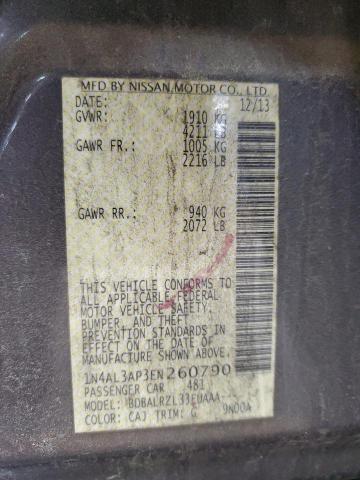 MFD BY NISSAN MOTOR CO., LTD.
DATE: 12/13
GVWR: 1910 KG
4211 LB
GAWR FR.: 1005 KG
2216 LB
GAWR RR.: 940 KG
2072 LB
THIS VEHICLE CONFORMS TO
ALL APPLICABLE FEDERAL
MOTOR VEHICLE SAFETY,
BUMPER, AND THEFT
PREVENTION STANDARDS IN
EFFECT ON THE DATE OF
MANUFACTURE SHOWN ABOVE.
1N4AL3AP3EN260790
PASSENGER CAR 481
MODEL: BDBALRZL33EUAAA---
COLOR: CAJ TRIM: G 9N00A